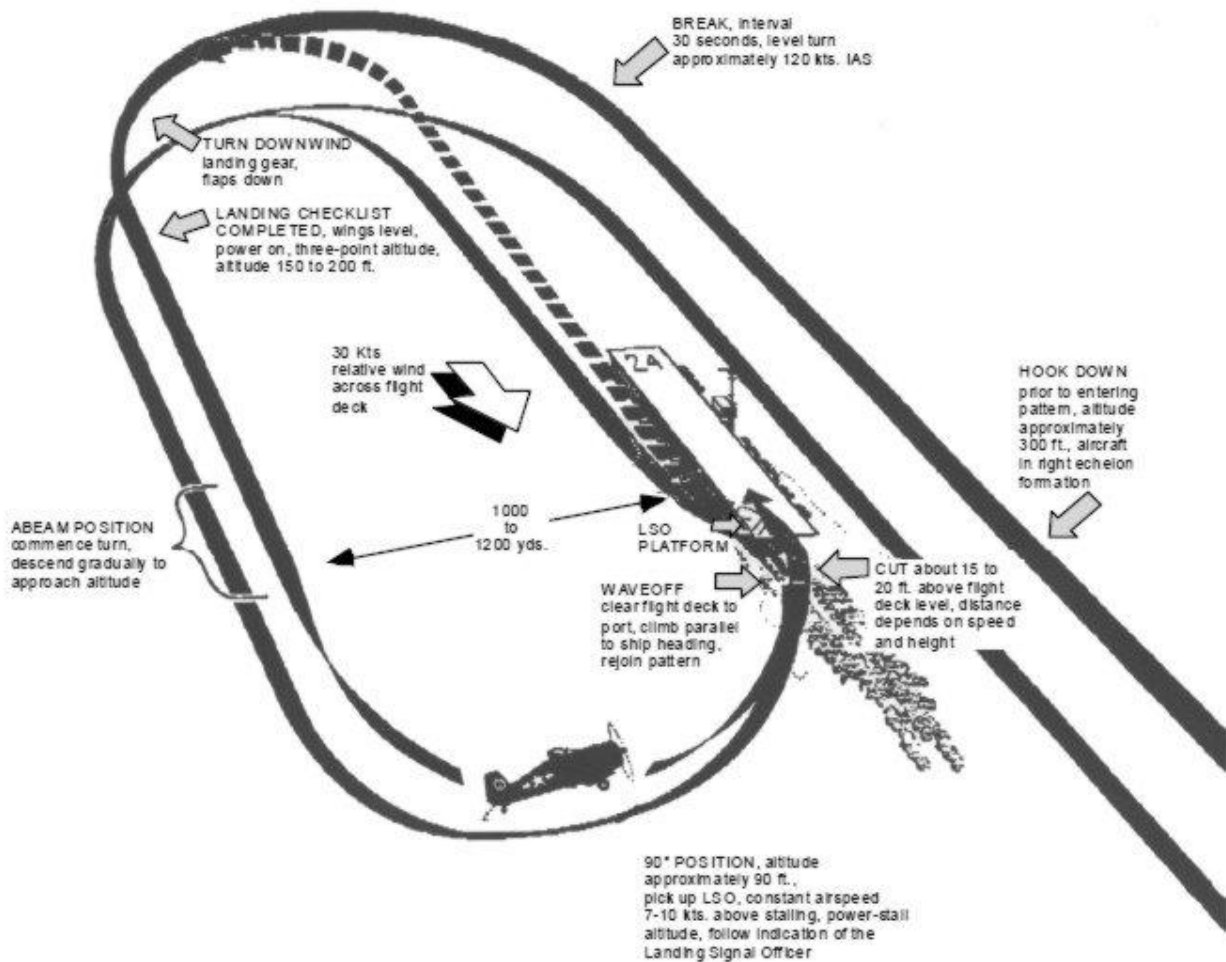 BREAK, interval
30 seconds, level turn
approximately 120 kts. IAS
TURN DOWNWIND
landing gear,
flaps down
LANDING CHECKLIST
COMPLETED, wings level,
power on, three-point altitude,
altitude 150 to 200 ft.
30 Kts
relative wind
across flight
deck
24
HOOK DOWN
prior to entering
pattern, altitude
approximately
300 ft., aircraft
in right echelon
formation
ABEAM POSITION
commence turn,
descend gradually to
approach altitude
1000
to
1200 yds.
LSO
PLATFORM
WAVEOFF
clear flight deck to
port, climb parallel
to ship heading,
rejoin pattern
CUT about 15 to
20 ft. above flight
deck level, distance
depends on speed
and height
90° POSITION, altitude
approximately 90 ft.,
pick up LSO, constant airspeed
7-10 kts. above stalling, power-stall
altitude, follow indication of the
Landing Signal Officer